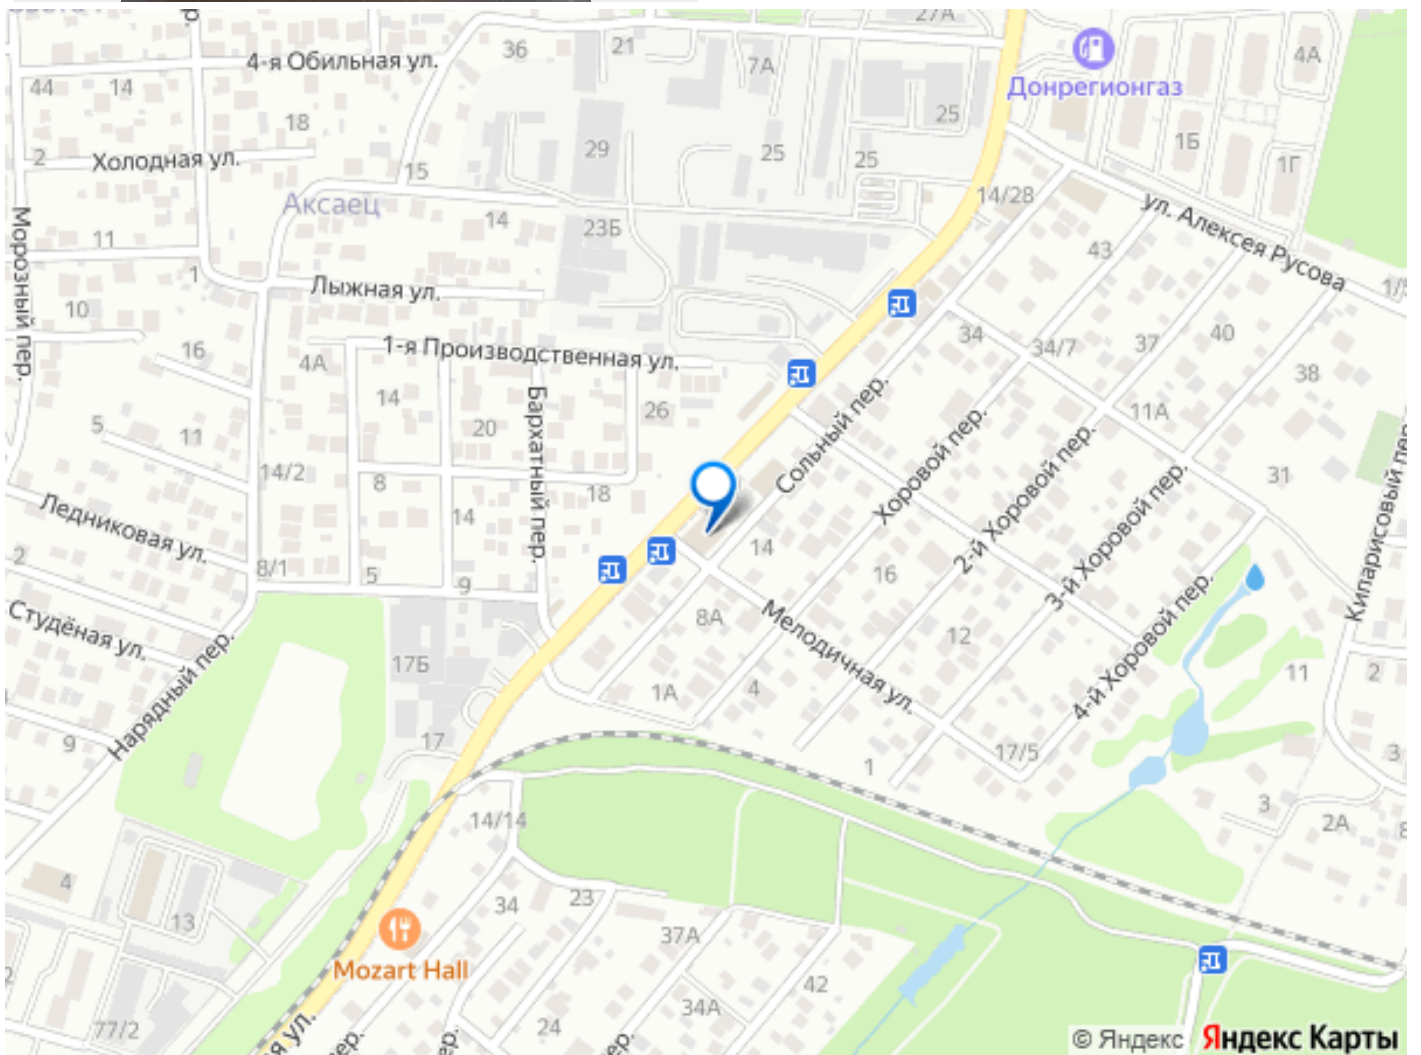 27А
4-я Обильная ул.
36
21
7А
4А
44
14
Донрегионгаз
25
18
1Б
2
Холодная ул.
29
25
25
1Г
15
14/28
Аксаец
ул. Алексея Русова
Морозный пер.
14
23Б
11
43
1
Лыжная ул.
10
34
40
16
1-я Производственная ул.
34/7
37
4А
38
14
Бархатный пер.
26
Сольный пер.
Хоровой пер.
11А
5
11
20
2-й Хоровой пер.
Кипарисовый пер.
14/2
8
18
3-й Хоровой пер.
31
Ледниковая ул.
14
14
2
8/1
5
9
16
4-й Хоровой пер.
Студёная ул.
8А
Мелодичная ул.
12
17Б
11
2
Нарядный пер.
1А
4
9
17
17/5
3
1
3
14/14
2А
8
4
34
23
13
37А
Mozart Hall
42
34А
77/2
24
ая ул.
пер.
пер.
пер.
© Яндекс Яндекс Карты